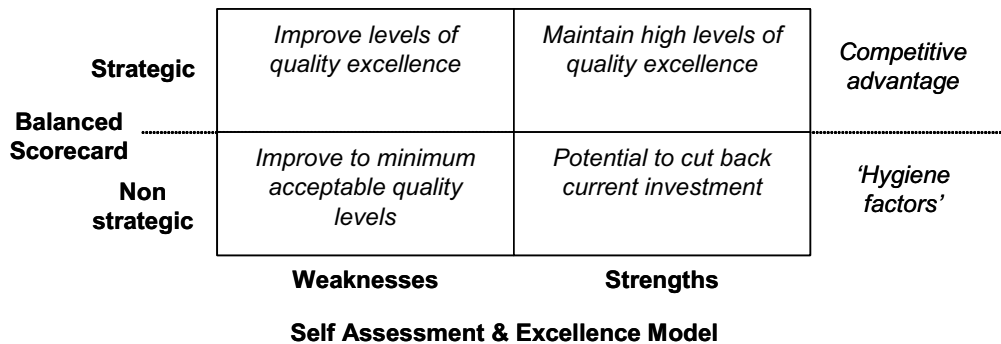 Improve levels of
quality excellence
Maintain high levels of
quality excellence
Strategic
Competitive
advantage
Balanced
Scorecard
Improve to minimum
acceptable quality
levels
Potential to cut back
current investment
Non
strategic
‘Hygiene
factors’
Weaknesses
Strengths
Self Assessment & Excellence Model